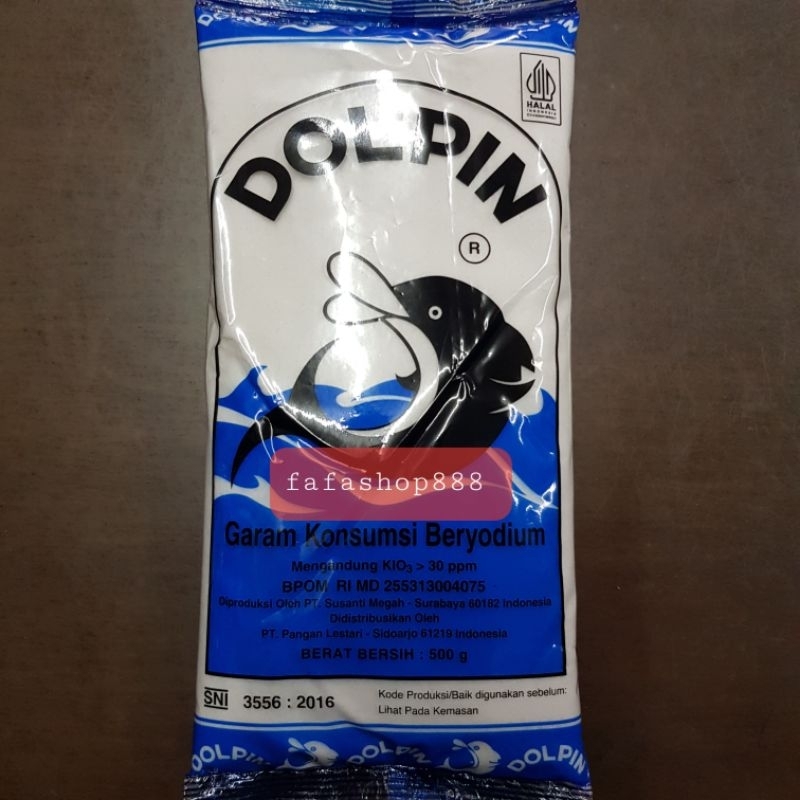 DOLPIN
HALAL
INDONESIA
DOLPIN
R
fafashop888
Garam Konsumsi Beryodium
Mengandung KIO₃ > 30 ppm
BPOM RI MD 255313004075
Diproduksi Oleh PT. Susanti Megah - Surabaya 60182 Indonesia
Didistribusikan Oleh
PT. Pangan Lestari - Sidoarjo 61219 Indonesia
BERAT BERSIH : 500 g
SNI 3556 : 2016
Kode Produksi/Baik digunakan sebelum:
Lihat Pada Kemasan
DOLPIN DOLPIN DOLPIN